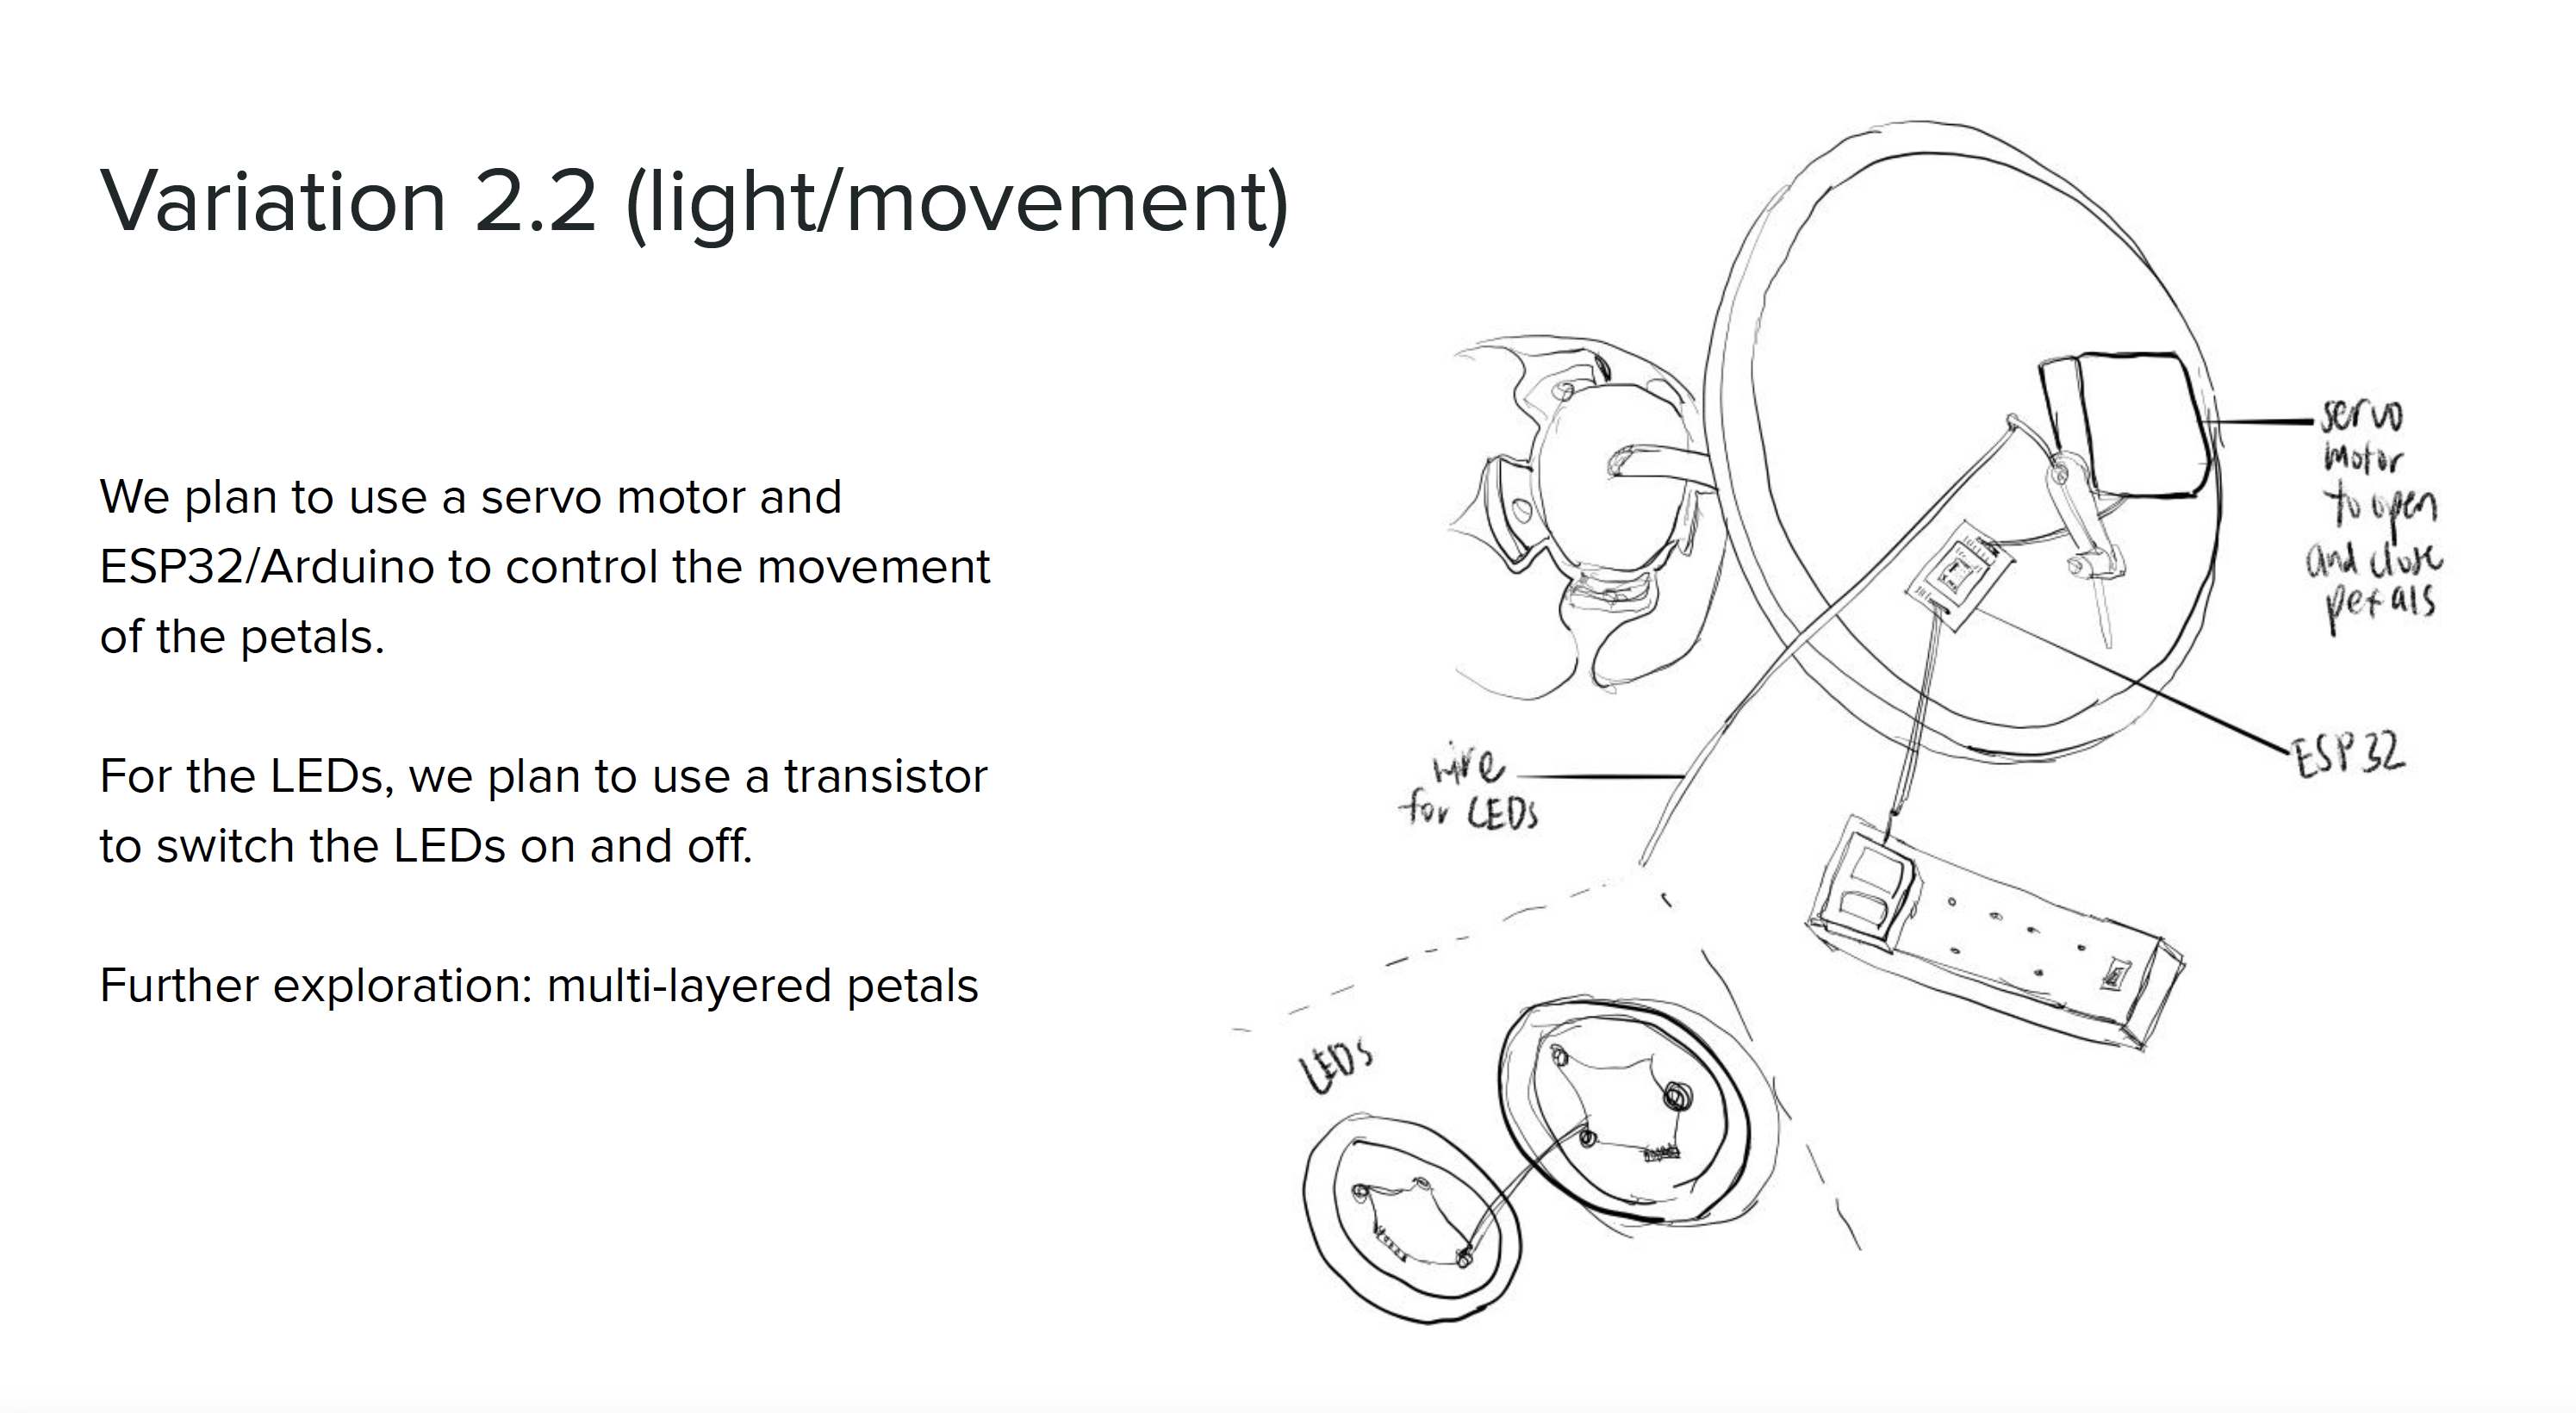 Variation 2.2 (light/movement)
We plan to use a servo motor and
ESP32/Arduino to control the movement
of the petals.
For the LEDs, we plan to use a transistor
to switch the LEDs on and off.
Further exploration: multi-layered petals
servo
motor
to open
and close
petals
ESP32
wire
for LEDs
LEDs